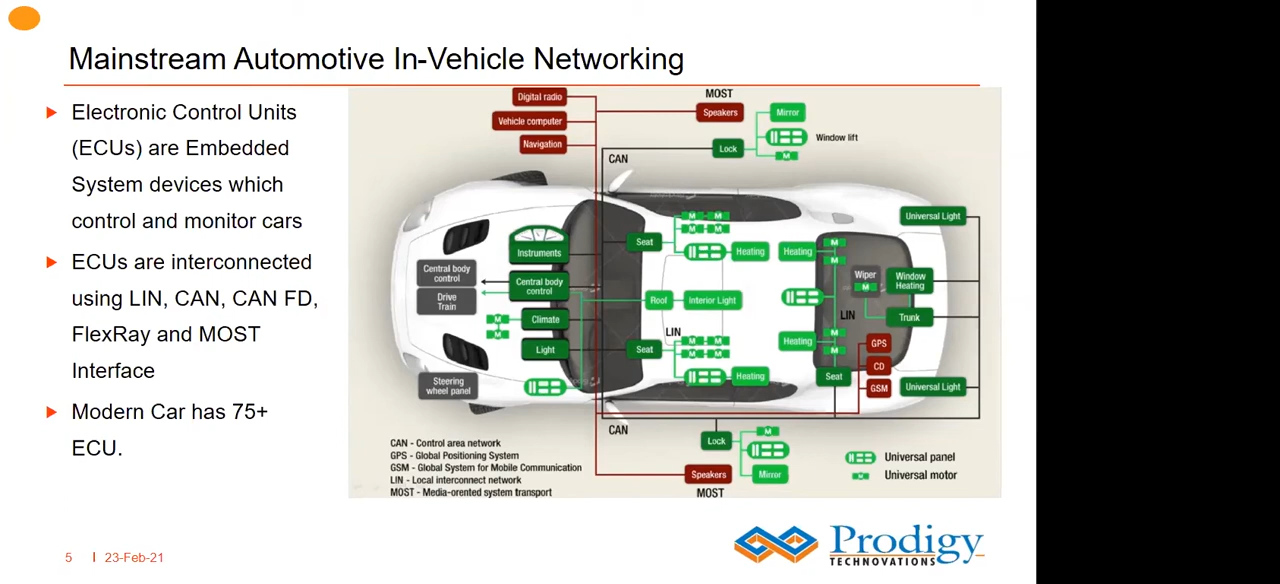 Mainstream Automotive In-Vehicle Networking
Electronic Control Units
(ECUs) are Embedded
System devices which
control and monitor cars
ECUs are interconnected
using LIN, CAN, CAN FD,
FlexRay and MOST
Interface
Modern Car has 75+
ECU.
Digital radio
Vehicle computer
Navigation
MOST
Speakers
Mirror
Window lift
Lock
M
CAN
Universal Light
Seat
M M
M M
Heating
Heating
M
M
Instruments
Central body
control
Central body
control
Drive
Train
Roof
Interior Light
Wiper
M
Window
Heating
M
M
Climate
LIN
LIN
Trunk
Light
Seat
M M
M M
Heating
Heating
M
M
GPS
CD
GSM
Seat
Universal Light
Steering
wheel panel
CAN
Lock
M
Mirror
Speakers
MOST
CAN - Control area network
GPS - Global Positioning System
GSM - Global System for Mobile Communication
LIN - Local interconnect network
MOST - Media-orented system transport
Universal panel
M
Universal motor
5
23-Feb-21
Prodigy
TECHNOVATIONS